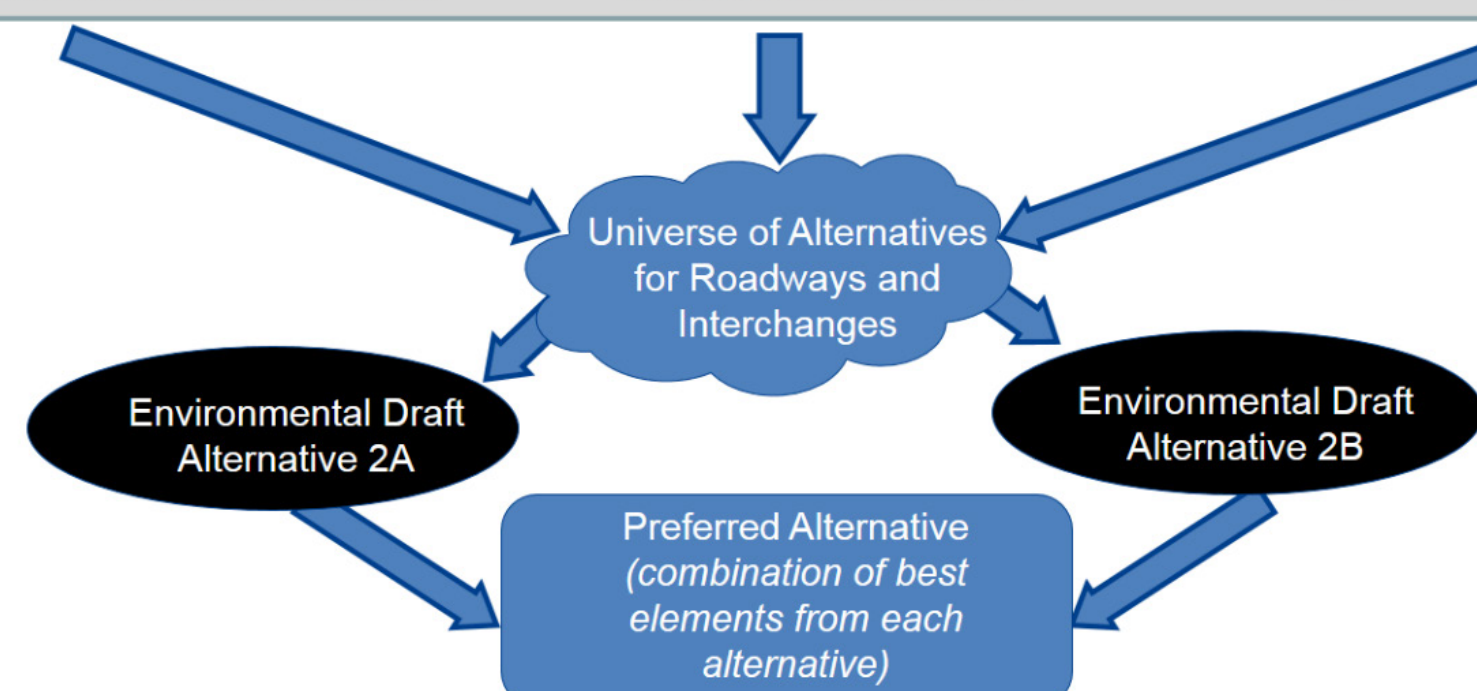 Universe of Alternatives
for Roadways and
Interchanges
Environmental Draft
Alternative 2A
Environmental Draft
Alternative 2B
Preferred Alternative
(combination of best
elements from each
alternative)